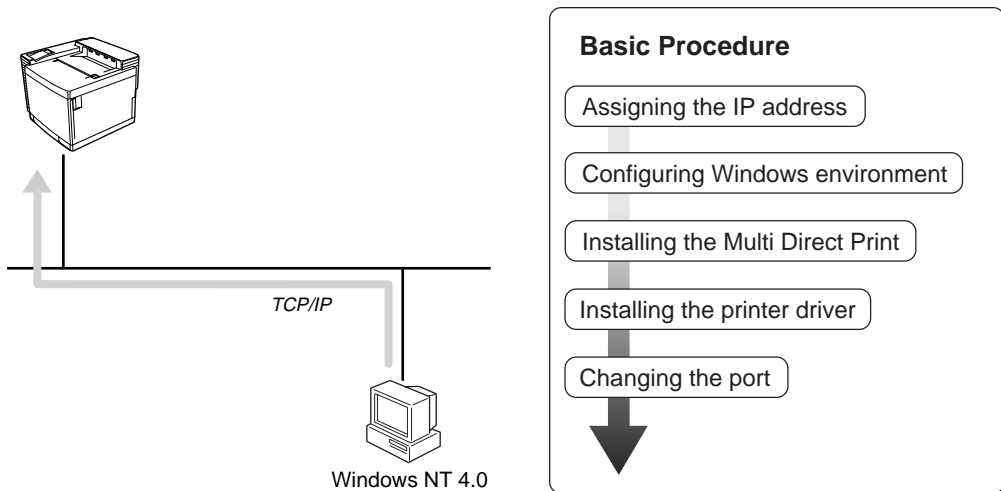 TCP/IP
Windows NT 4.0
Basic Procedure
Assigning the IP address
Configuring Windows environment
Installing the Multi Direct Print
Installing the printer driver
Changing the port